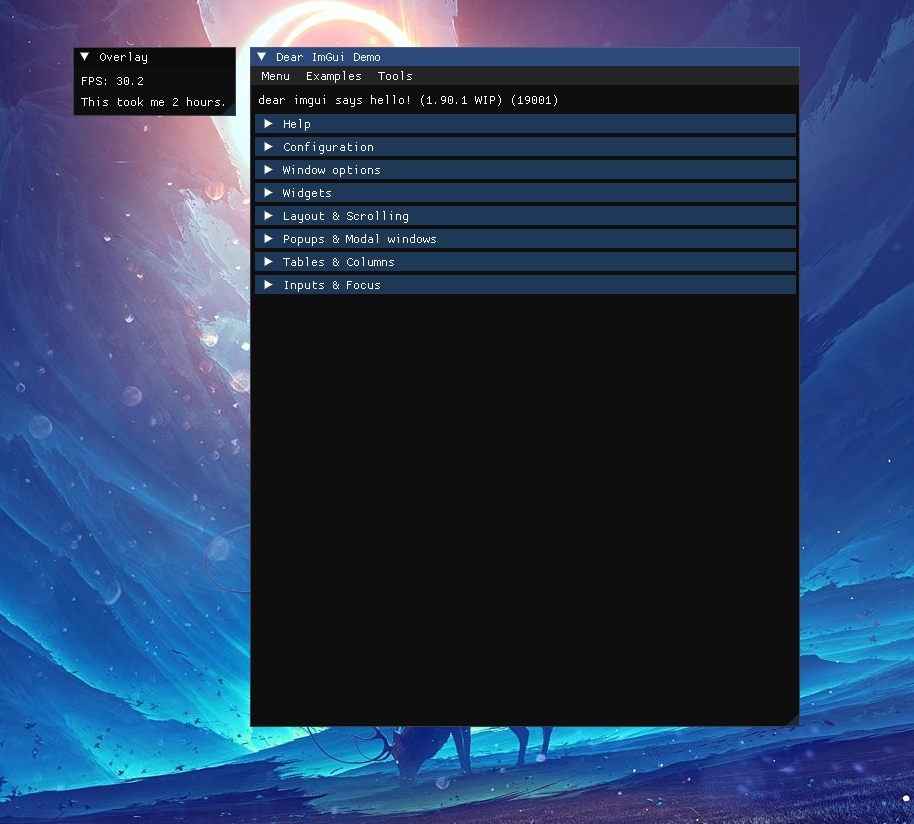 Overlay
FPS: 30.2
This took me 2 hours.
Dear ImGui Demo
Menu Examples Tools
dear imgui says hello! (1.90.1 WIP) (19001)
Help
Configuration
Window options
Widgets
Layout & Scrolling
Popups & Modal windows
Tables & Columns
Inputs & Focus